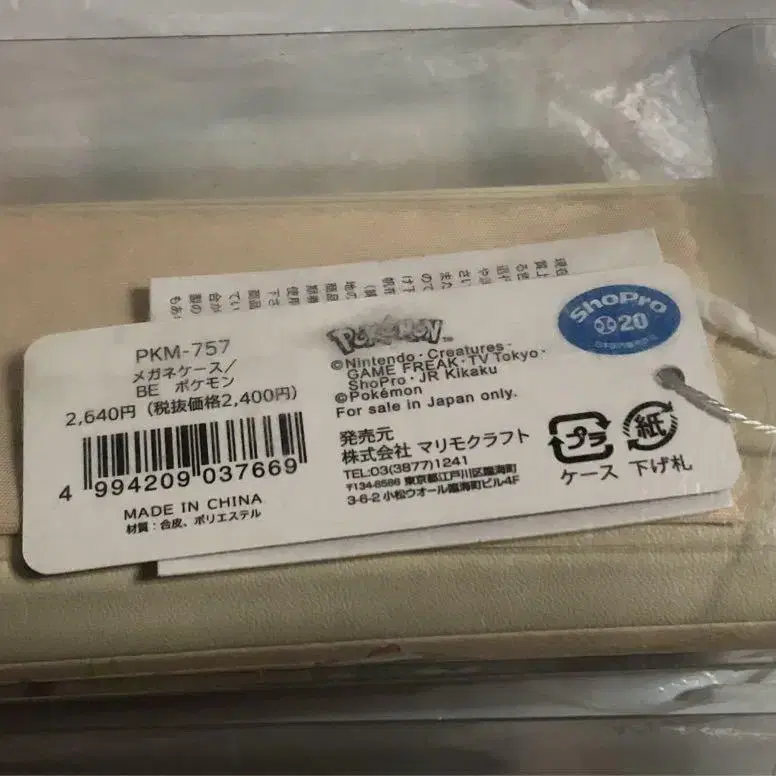 PKM-757
メガネケース/
BE ポケモン
2,640円 (税抜価格2,400円)
4 994209 037669
MADE IN CHINA
材質：合皮、ポリエステル
POKéMON™
©Nintendo・Creatures・
GAME FREAK・TV Tokyo・
ShoPro・JR Kikaku
©Pokémon
For sale in Japan only.
発売元
株式会社 マリモクラフト
TEL:03(3877)1241
〒134-8586 東京都江戸川区臨海町
3-6-2 小松ウオール臨海町ビル4F
ShoPro
20
プラ
ケース
紙
下げ札